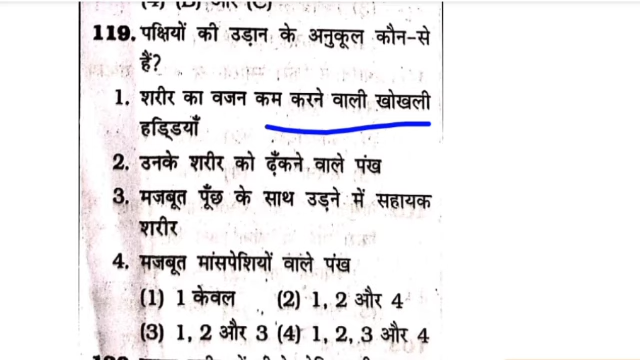 119. पक्षियों की उड़ान के अनुकूल कौन-से
हैं?
1. शरीर का वजन कम करने वाली खोखली
हड्डियाँ
2. उनके शरीर को ढँकने वाले पंख
3. मजबूत पूँछ के साथ उड़ने में सहायक
शरीर
4. मजबूत मांसपेशियों वाले पंख
(1) 1 केवल (2) 1, 2 और 4
(3) 1, 2 और 3 (4) 1, 2, 3 और 4